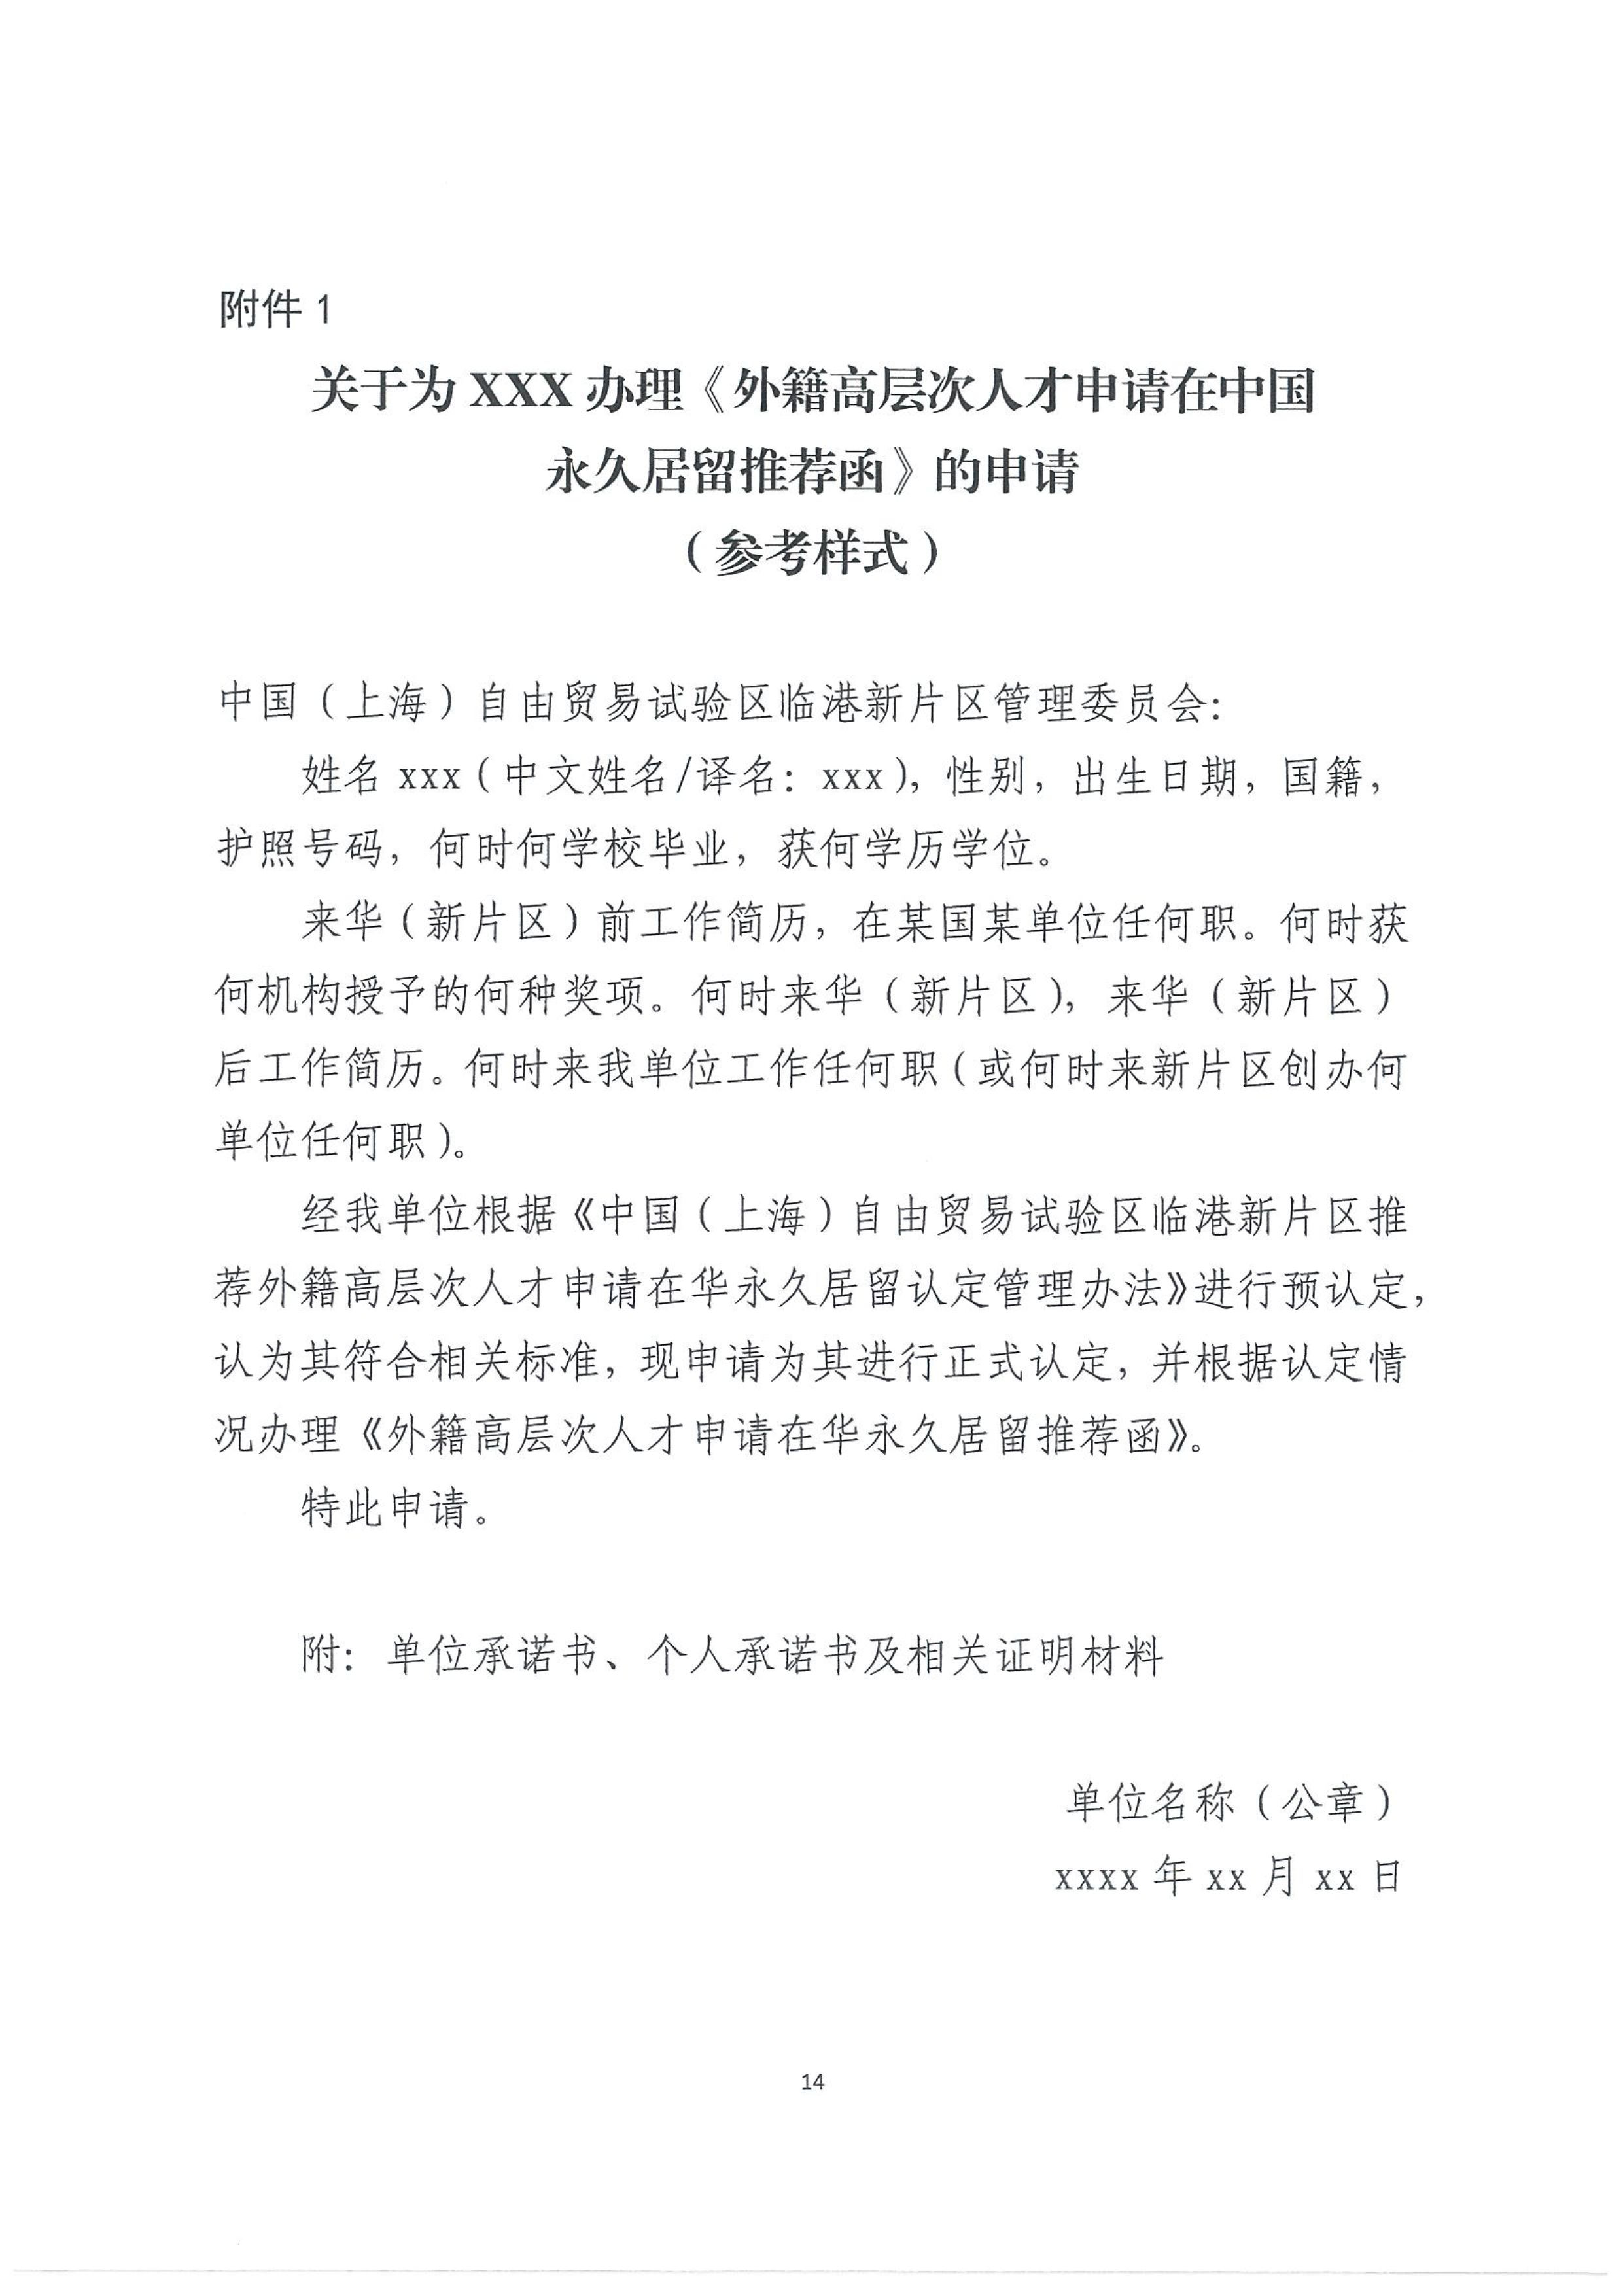 附件 1
关于为 XXX 办理《外籍高层次人才申请在中国
永久居留推荐函》的申请
（参考样式）
中国（上海）自由贸易试验区临港新片区管理委员会：
姓名 xxx（中文姓名/译名：xxx），性别，出生日期，国籍，
护照号码，何时何学校毕业，获何学历学位。
来华（新片区）前工作简历，在某国某单位任何职。何时获
何机构授予的何种奖项。何时来华（新片区），来华（新片区）
后工作简历。何时来我单位工作任何职（或何时来新片区创办何
单位任何职）。
经我单位根据《中国（上海）自由贸易试验区临港新片区推
荐外籍高层次人才申请在华永久居留认定管理办法》进行预认定，
认为其符合相关标准，现申请为其进行正式认定，并根据认定情
况办理《外籍高层次人才申请在华永久居留推荐函》。
特此申请。
附：单位承诺书、个人承诺书及相关证明材料
单位名称（公章）
xxxx 年 xx 月 xx 日
14